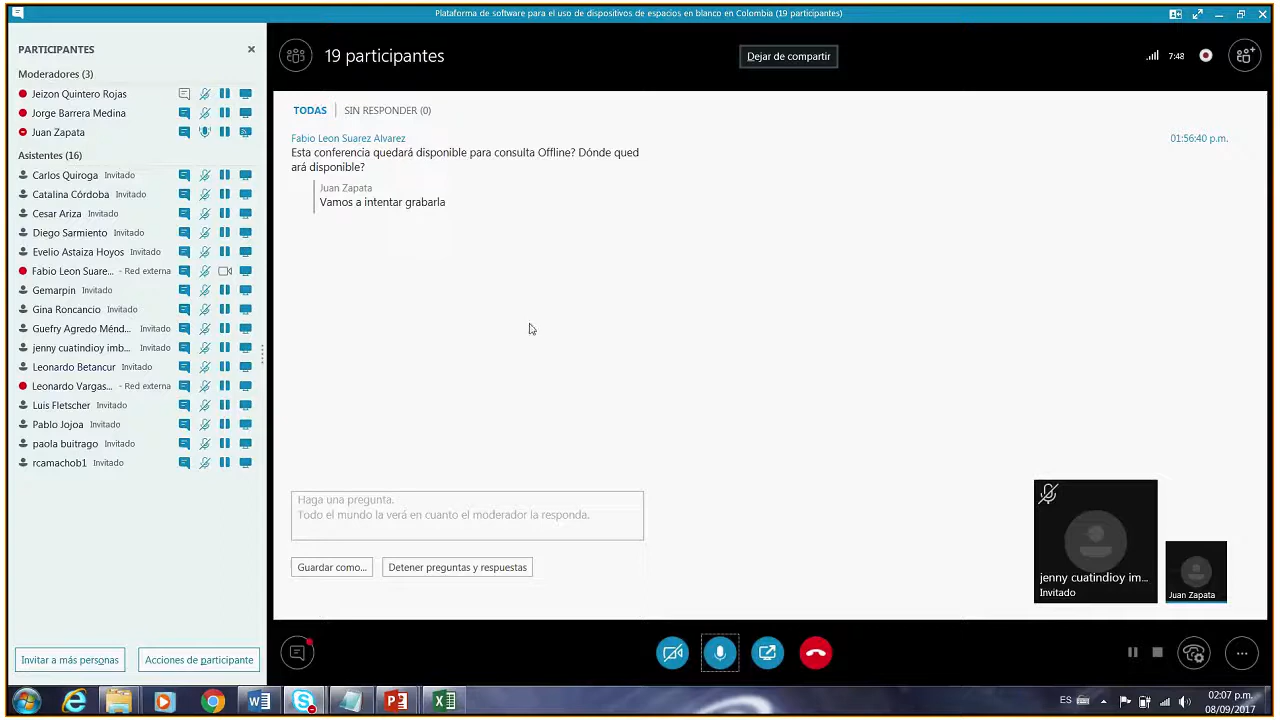 Plataforma de software para el uso de dispositivos de espacios en blanco en Colombia (19 participantes)
PARTICIPANTES
Moderadores (3)
Jeizon Quintero Rojas
Jorge Barrera Medina
Juan Zapata
Asistentes (16)
Carlos Quiroga Invitado
Catalina Córdoba Invitado
Cesar Ariza Invitado
Diego Sarmiento Invitado
Evelio Astaiza Hoyos Invitado
Fabio Leon Suare... - Red externa
Gemarpin Invitado
Gina Roncancio Invitado
Guefry Agredo Ménd... Invitado
jenny cuatindioy imb... Invitado
Leonardo Betancur Invitado
Leonardo Vargas... - Red externa
Luis Fletscher Invitado
Pablo Jojoa Invitado
paola buitrago Invitado
rcamachob1 Invitado
Invitar a más personas
Acciones de participante
19 participantes
Dejar de compartir
7:48
TODAS
SIN RESPONDER (0)
Fabio Leon Suarez Alvarez
01:56:40 p.m.
Esta conferencia quedará disponible para consulta Offline? Dónde qued
ará disponible?
Juan Zapata
Vamos a intentar grabarla
Haga una pregunta.
Todo el mundo la verá en cuanto el moderador la responda.
Guardar como...
Detener preguntas y respuestas
jenny cuatindioy im...
Invitado
Juan Zapata
ES
02:07 p.m.
08/09/2017